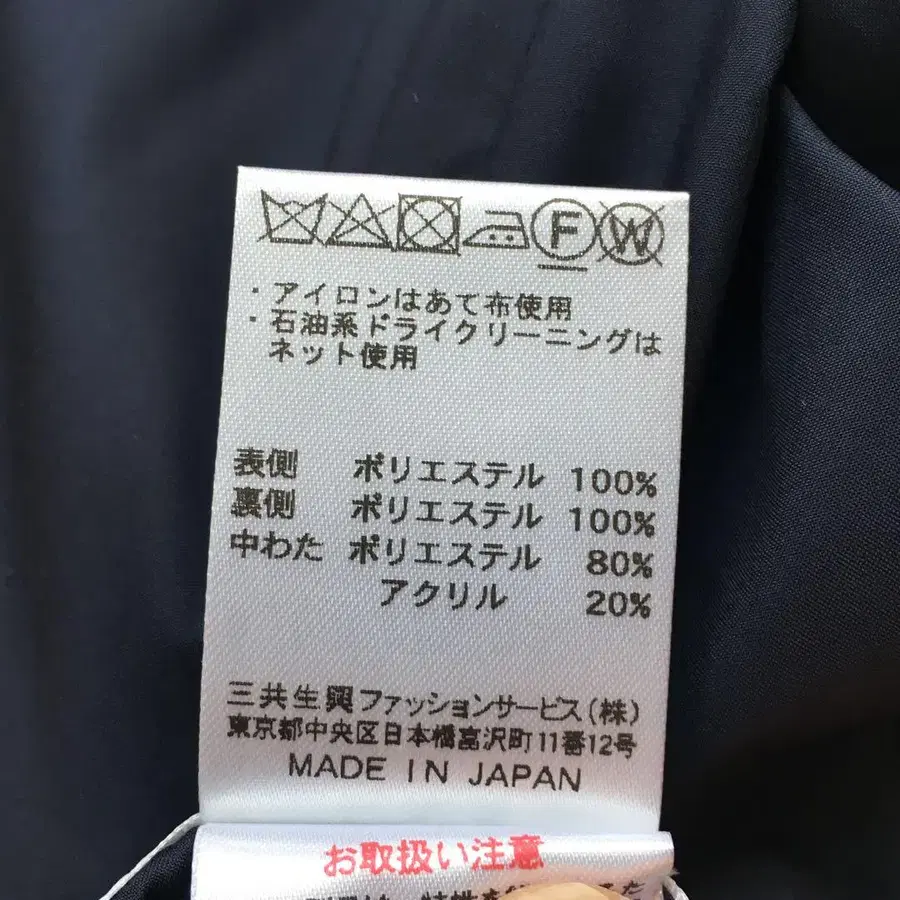 F W
・アイロンはあて布使用
・石油系ドライクリーニングは
ネット使用
表側 ポリエステル 100%
裏側 ポリエステル 100%
中わた ポリエステル 80%
アクリル 20%
三共生興ファッションサービス(株)
東京都中央区日本橋富沢町11番12号
MADE IN JAPAN
お取扱い注意